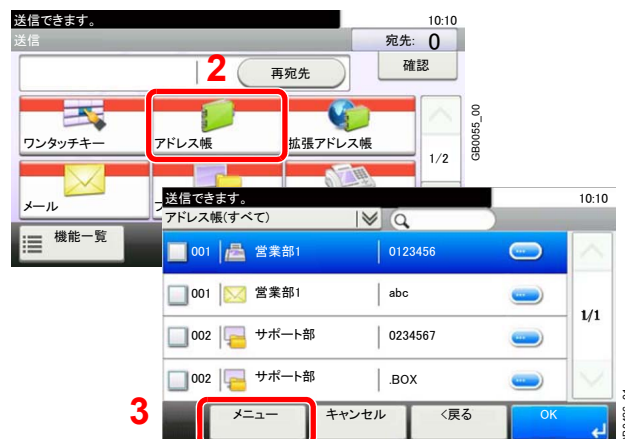 送信できます。 10:10
送信 宛先: 0
2 再宛先 確認
ワンタッチキー アドレス帳 拡張アドレス帳
1/2
GB0055_00
メール
機能一覧
送信できます。 10:10
アドレス帳(すべて)
001 営業部1 0123456
001 営業部1 abc
1/1
002 サポート部 0234567
002 サポート部 .BOX
3 メニュー キャンセル <戻る OK